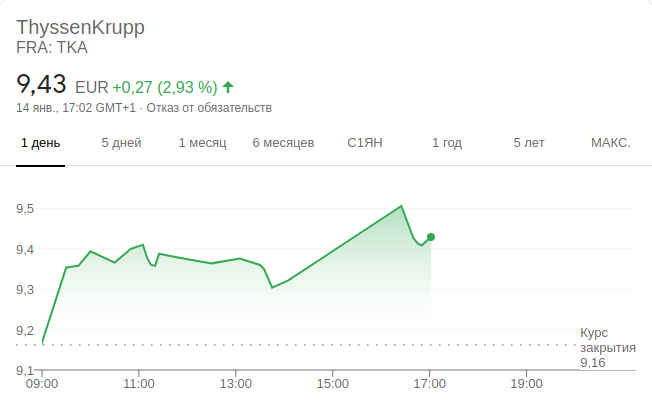 ThyssenKrupp
FRA: TKA
9,43 EUR +0,27 (2,93 %)
14 янв., 17:02 GMT+1 · Отказ от обязательств
1 день 5 дней 1 месяц 6 месяцев С1ЯН 1 год 5 лет МАКС.
9,5
9,4
9,3
9,2
Курс
закрытия
9,16
9,1
09:00 11:00 13:00 15:00 17:00 19:00